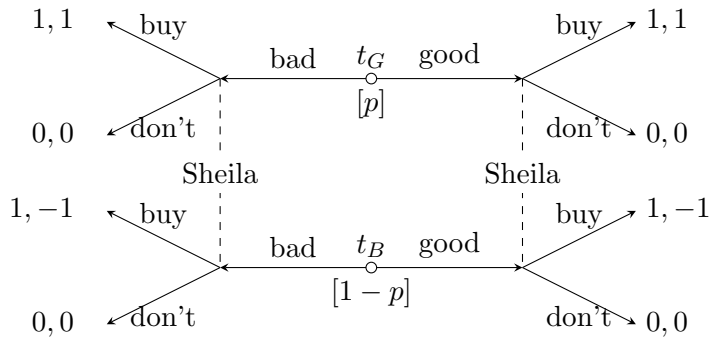 1, 1 buy bad t_G good buy 1, 1
[p]
0, 0 don't don't 0, 0
Sheila Sheila
1, −1 buy bad t_B good buy 1, −1
[1 − p]
0, 0 don't don't 0, 0